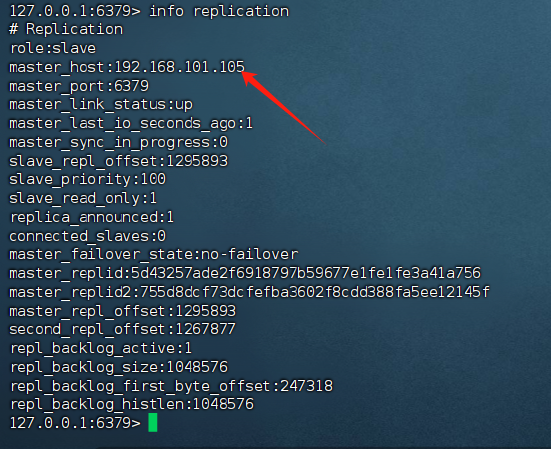 127.0.0.1:6379> info replication
# Replication
role:slave
master_host:192.168.101.105
master_port:6379
master_link_status:up
master_last_io_seconds_ago:1
master_sync_in_progress:0
slave_repl_offset:1295893
slave_priority:100
slave_read_only:1
replica_announced:1
connected_slaves:0
master_failover_state:no-failover
master_replid:5d43257ade2f6918797b59677e1fe1fe3a41a756
master_replid2:755d8dcf73dcfefba3602f8cdd388fa5ee12145f
master_repl_offset:1295893
second_repl_offset:1267877
repl_backlog_active:1
repl_backlog_size:1048576
repl_backlog_first_byte_offset:247318
repl_backlog_histlen:1048576
127.0.0.1:6379>